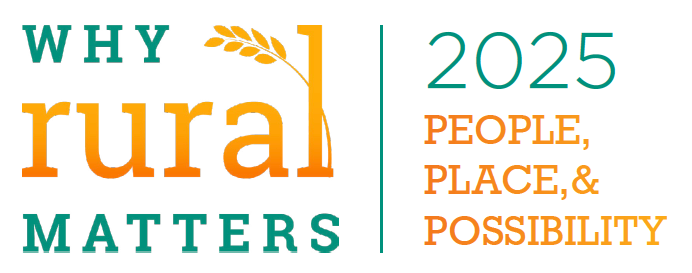 WHY
rural
MATTERS
2025
PEOPLE,
PLACE,&
POSSIBILITY